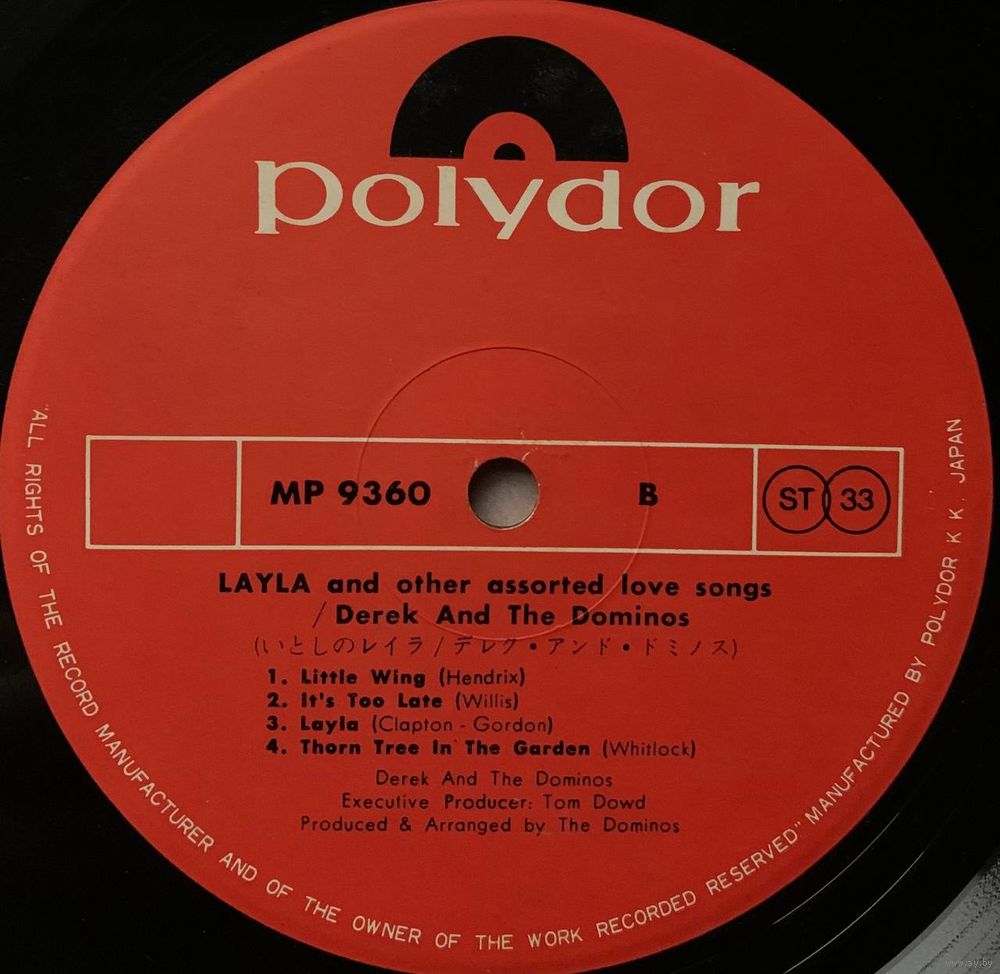 polydor
MP 9360 B ST 33
LAYLA and other assorted love songs
/ Derek And The Dominos
(いとしのレイラ / デレク・アンド・ドミノス)
1. Little Wing (Hendrix)
2. It's Too Late (Willis)
3. Layla (Clapton - Gordon)
4. Thorn Tree In The Garden (Whitlock)
Derek And The Dominos
Executive Producer: Tom Dowd
Produced & Arranged by The Dominos
"ALL RIGHTS OF THE RECORD MANUFACTURER AND OF THE OWNER OF THE WORK RECORDED RESERVED" MANUFACTURED BY POLYDOR K K, JAPAN
www.ay.by